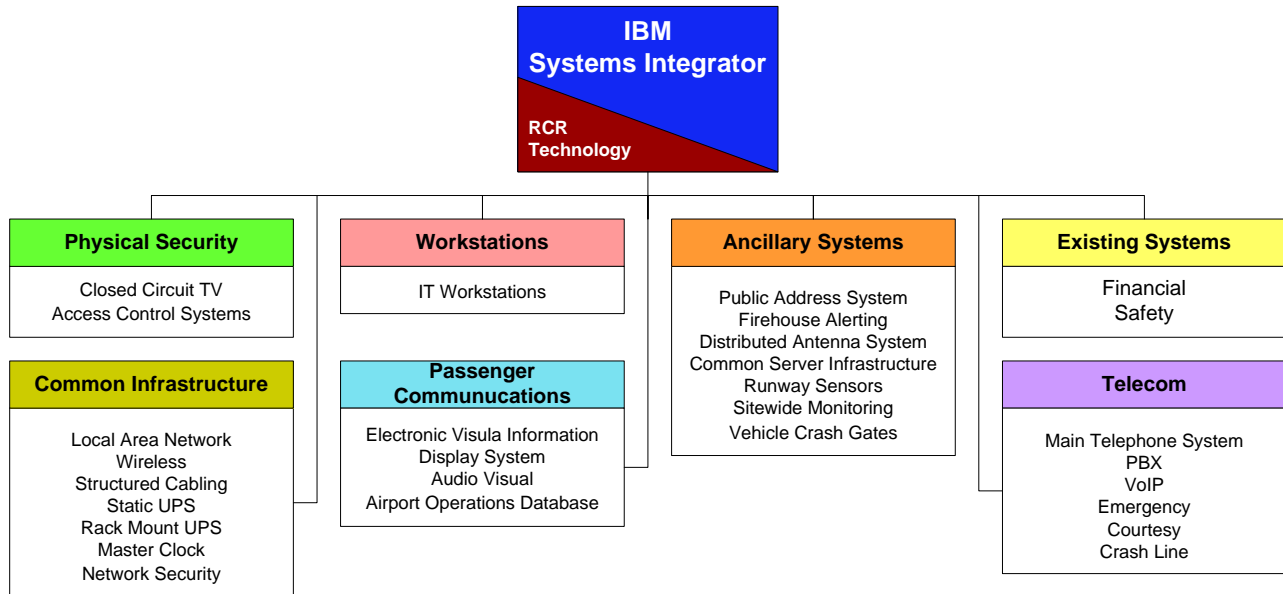 IBM
Systems Integrator
RCR
Technology
Physical Security
Closed Circuit TV
Access Control Systems
Workstations
IT Workstations
Ancillary Systems
Public Address System
Firehouse Alerting
Distributed Antenna System
Common Server Infrastructure
Runway Sensors
Sitewide Monitoring
Vehicle Crash Gates
Existing Systems
Financial
Safety
Common Infrastructure
Local Area Network
Wireless
Structured Cabling
Static UPS
Rack Mount UPS
Master Clock
Network Security
Passenger
Communucations
Electronic Visula Information
Display System
Audio Visual
Airport Operations Database
Telecom
Main Telephone System
PBX
VoIP
Emergency
Courtesy
Crash Line